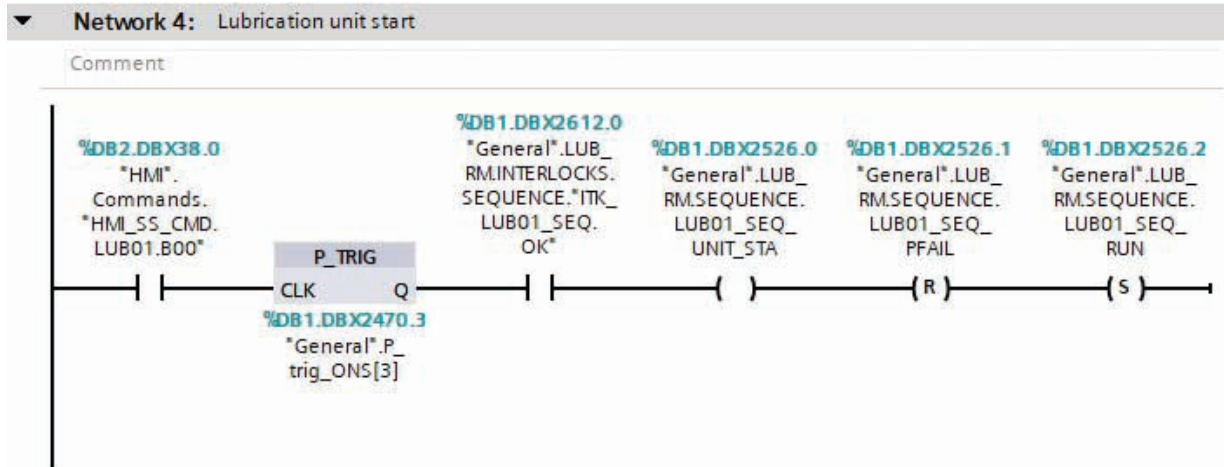 Network 4: Lubrication unit start
Comment
%DB2.DBX38.0
"HMI".
Commands.
"HMI_SS_CMD.
LUB01.B00"
P_TRIG
CLK Q
%DB1.DBX2470.3
"General".P_
trig_ONS[3]
%DB1.DBX2612.0
"General".LUB_
RM.INTERLOCKS.
SEQUENCE."ITK_
LUB01_SEQ.
OK"
%DB1.DBX2526.0
"General".LUB_
RM.SEQUENCE.
LUB01_SEQ_
UNIT_STA
%DB1.DBX2526.1
"General".LUB_
RM.SEQUENCE.
LUB01_SEQ_
PFAIL
R
%DB1.DBX2526.2
"General".LUB_
RM.SEQUENCE.
LUB01_SEQ_
RUN
S